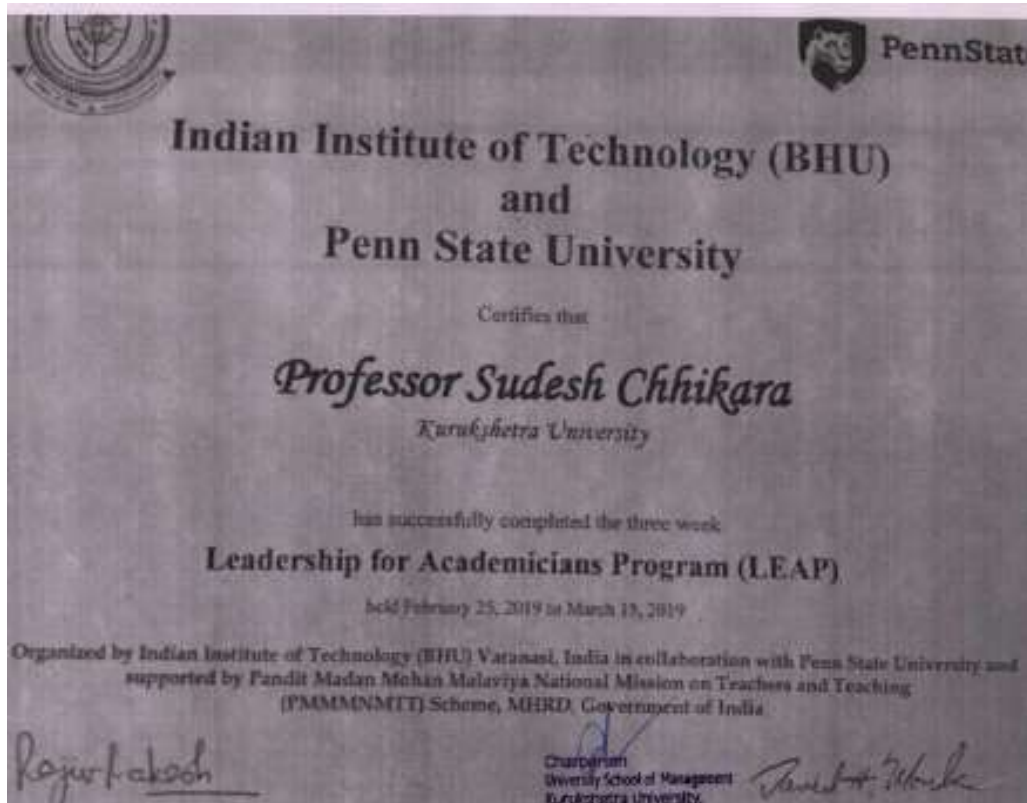 PennStat
Indian Institute of Technology (BHU)
and
Penn State University
Certifies that
Professor Sudesh Chhikara
Kurukshetra University
has successfully completed the three week
Leadership for Academicians Program (LEAP)
held February 25, 2019 to March 15, 2019
Organized by Indian Institute of Technology (BHU) Varanasi, India in collaboration with Penn State University and
supported by Pandit Madan Mohan Malaviya National Mission on Teachers and Teaching
(PMMMNMTT) Scheme, MHRD, Government of India
Chairperson
University School of Management
Kurukshetra University,